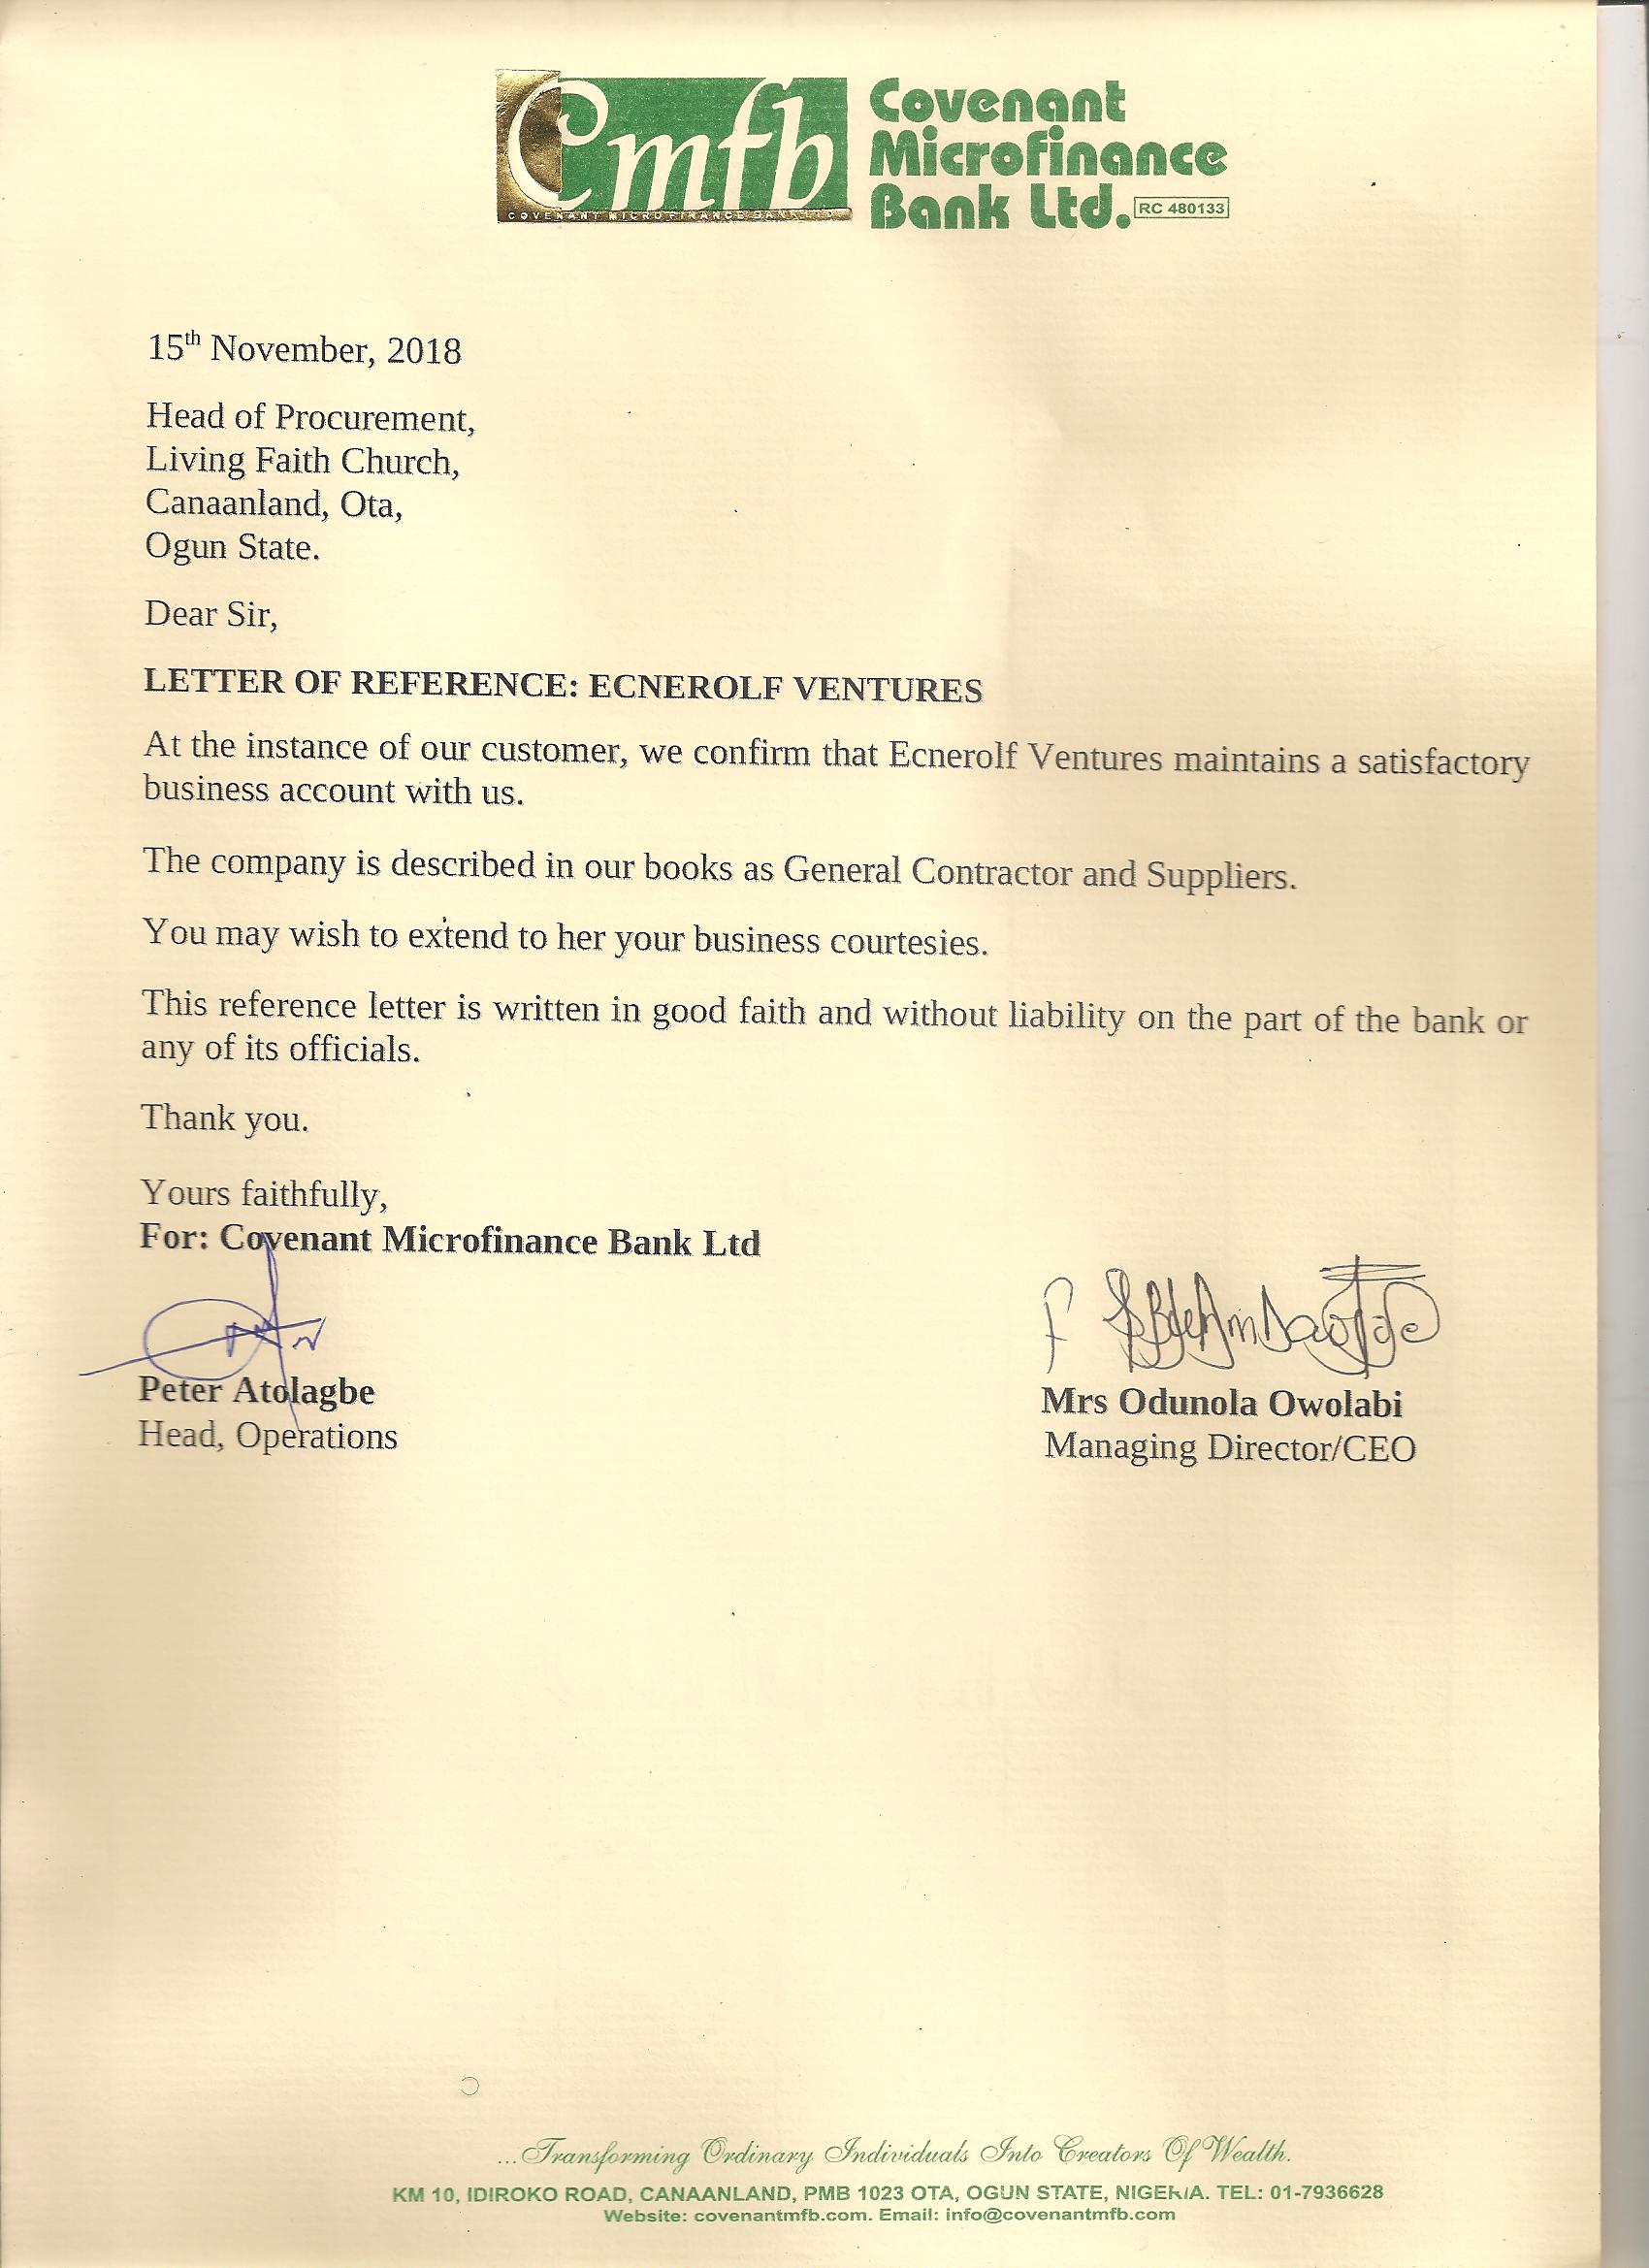 Cmfb
COVENANT MICROFINANCE BANK LTD
Covenant
Microfinance
Bank Ltd.
RC 480133
15th November, 2018
Head of Procurement,
Living Faith Church,
Canaanland, Ota,
Ogun State.
Dear Sir,
LETTER OF REFERENCE: ECNEROLF VENTURES
At the instance of our customer, we confirm that Ecnerolf Ventures maintains a satisfactory
business account with us.
The company is described in our books as General Contractor and Suppliers.
You may wish to extend to her your business courtesies.
This reference letter is written in good faith and without liability on the part of the bank or
any of its officials.
Thank you.
Yours faithfully,
For: Covenant Microfinance Bank Ltd
Peter Atolagbe
Head, Operations
Mrs Odunola Owolabi
Managing Director/CEO
...Transforming Ordinary Individuals Into Creators Of Wealth.
KM 10, IDIROKO ROAD, CANAANLAND, PMB 1023 OTA, OGUN STATE, NIGERIA. TEL: 01-7936628
Website: covenantmfb.com. Email: info@covenantmfb.com